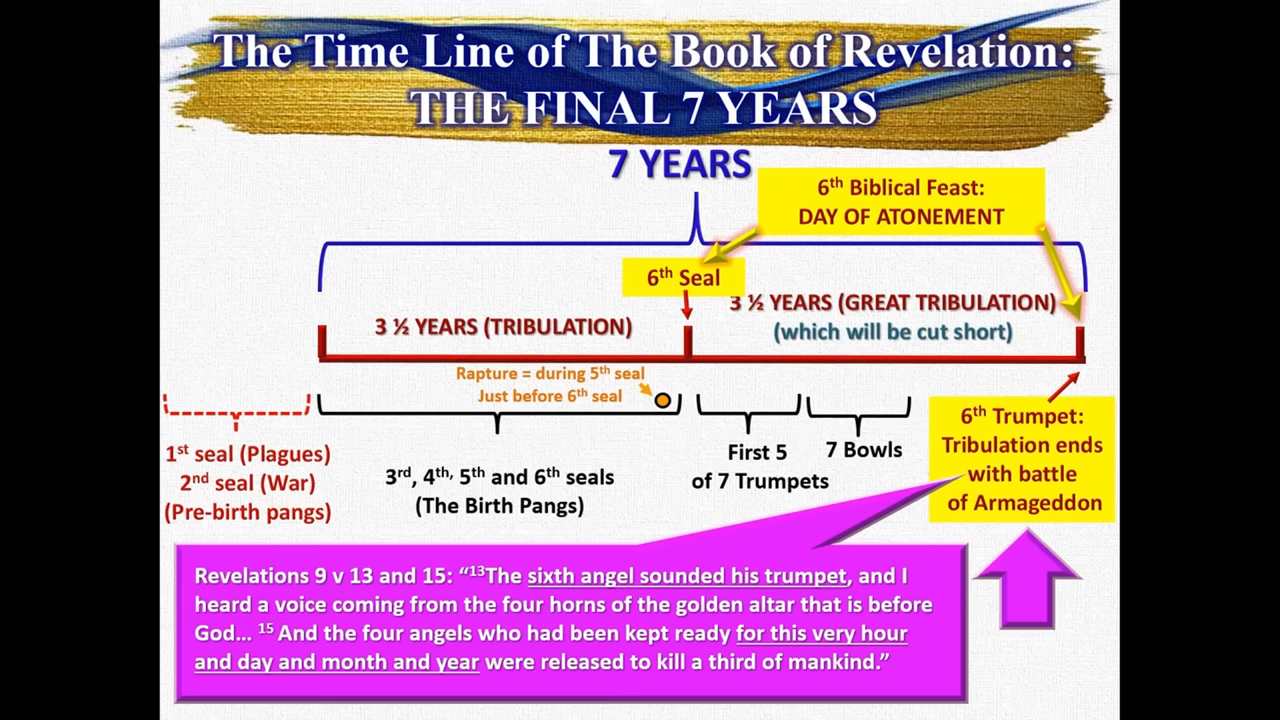 The Time Line of The Book of Revelation:
THE FINAL 7 YEARS
7 YEARS
6th Biblical Feast:
DAY OF ATONEMENT
6th Seal
3 ½ YEARS (TRIBULATION)
3 ½ YEARS (GREAT TRIBULATION)
(which will be cut short)
Rapture = during 5th seal
Just before 6th seal
1st seal (Plagues)
2nd seal (War)
(Pre-birth pangs)
3rd, 4th, 5th and 6th seals
(The Birth Pangs)
First 5
of 7 Trumpets
7 Bowls
6th Trumpet:
Tribulation ends
with battle
of Armageddon
Revelations 9 v 13 and 15: “13The sixth angel sounded his trumpet, and I
heard a voice coming from the four horns of the golden altar that is before
God… 15 And the four angels who had been kept ready for this very hour
and day and month and year were released to kill a third of mankind.”